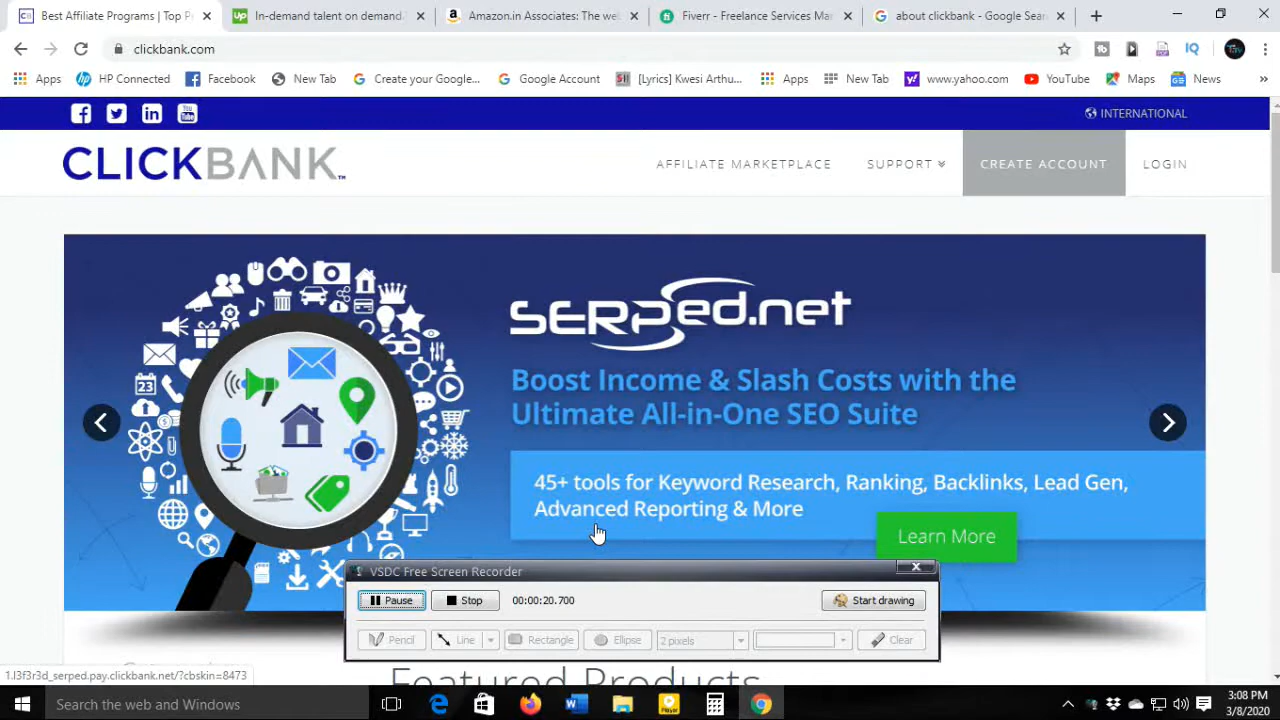 Best Affiliate Programs | Top P
In-demand talent on demand
Amazon.in Associates: The we
Fiverr - Freelance Services Ma
about clickbank - Google Sear
clickbank.com
Apps
HP Connected
Facebook
New Tab
Create your Google...
Google Account
[Lyrics] Kwesi Arthu...
Apps
New Tab
www.yahoo.com
YouTube
Maps
News
INTERNATIONAL
CLICKBANK™
AFFILIATE MARKETPLACE
SUPPORT
CREATE ACCOUNT
LOGIN
SERPed.net
Boost Income & Slash Costs with the
Ultimate All-in-One SEO Suite
45+ tools for Keyword Research, Ranking, Backlinks, Lead Gen,
Advanced Reporting & More
Learn More
VSDC Free Screen Recorder
Pause
Stop
00:00:20.700
Start drawing
Pencil
Line
Rectangle
Ellipse
2 pixels
Clear
Featured Products
1.l3f3r3d_serped.pay.clickbank.net/?cbskin=8473
Search the web and Windows
3:08 PM
3/8/2020